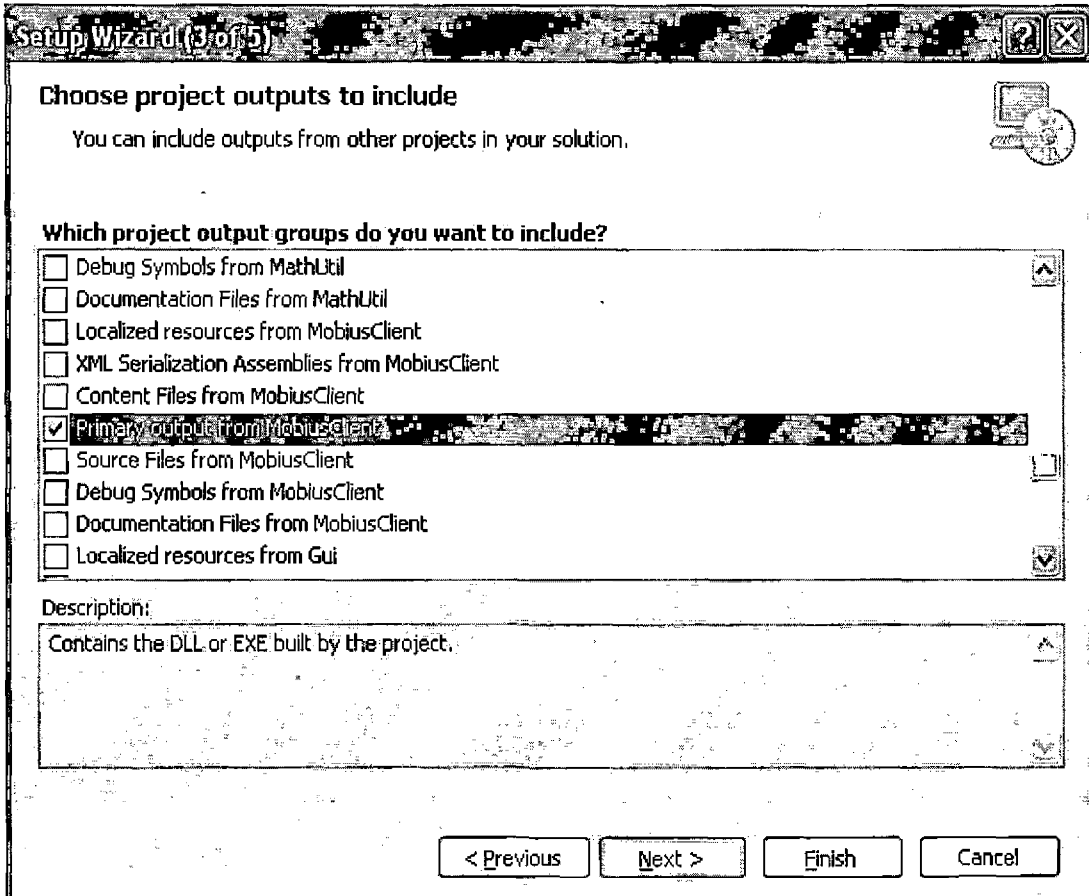 Setup Wizard (3 of 5)
Choose project outputs to include
You can include outputs from other projects in your solution.
Which project output groups do you want to include?
Debug Symbols from MathUtil
Documentation Files from MathUtil
Localized resources from MobiusClient
XML Serialization Assemblies from MobiusClient
Content Files from MobiusClient
Primary output from MobiusClient
Source Files from MobiusClient
Debug Symbols from MobiusClient
Documentation Files from MobiusClient
Localized resources from Gui
Description:
Contains the DLL or EXE built by the project.
< Previous
Next >
Finish
Cancel